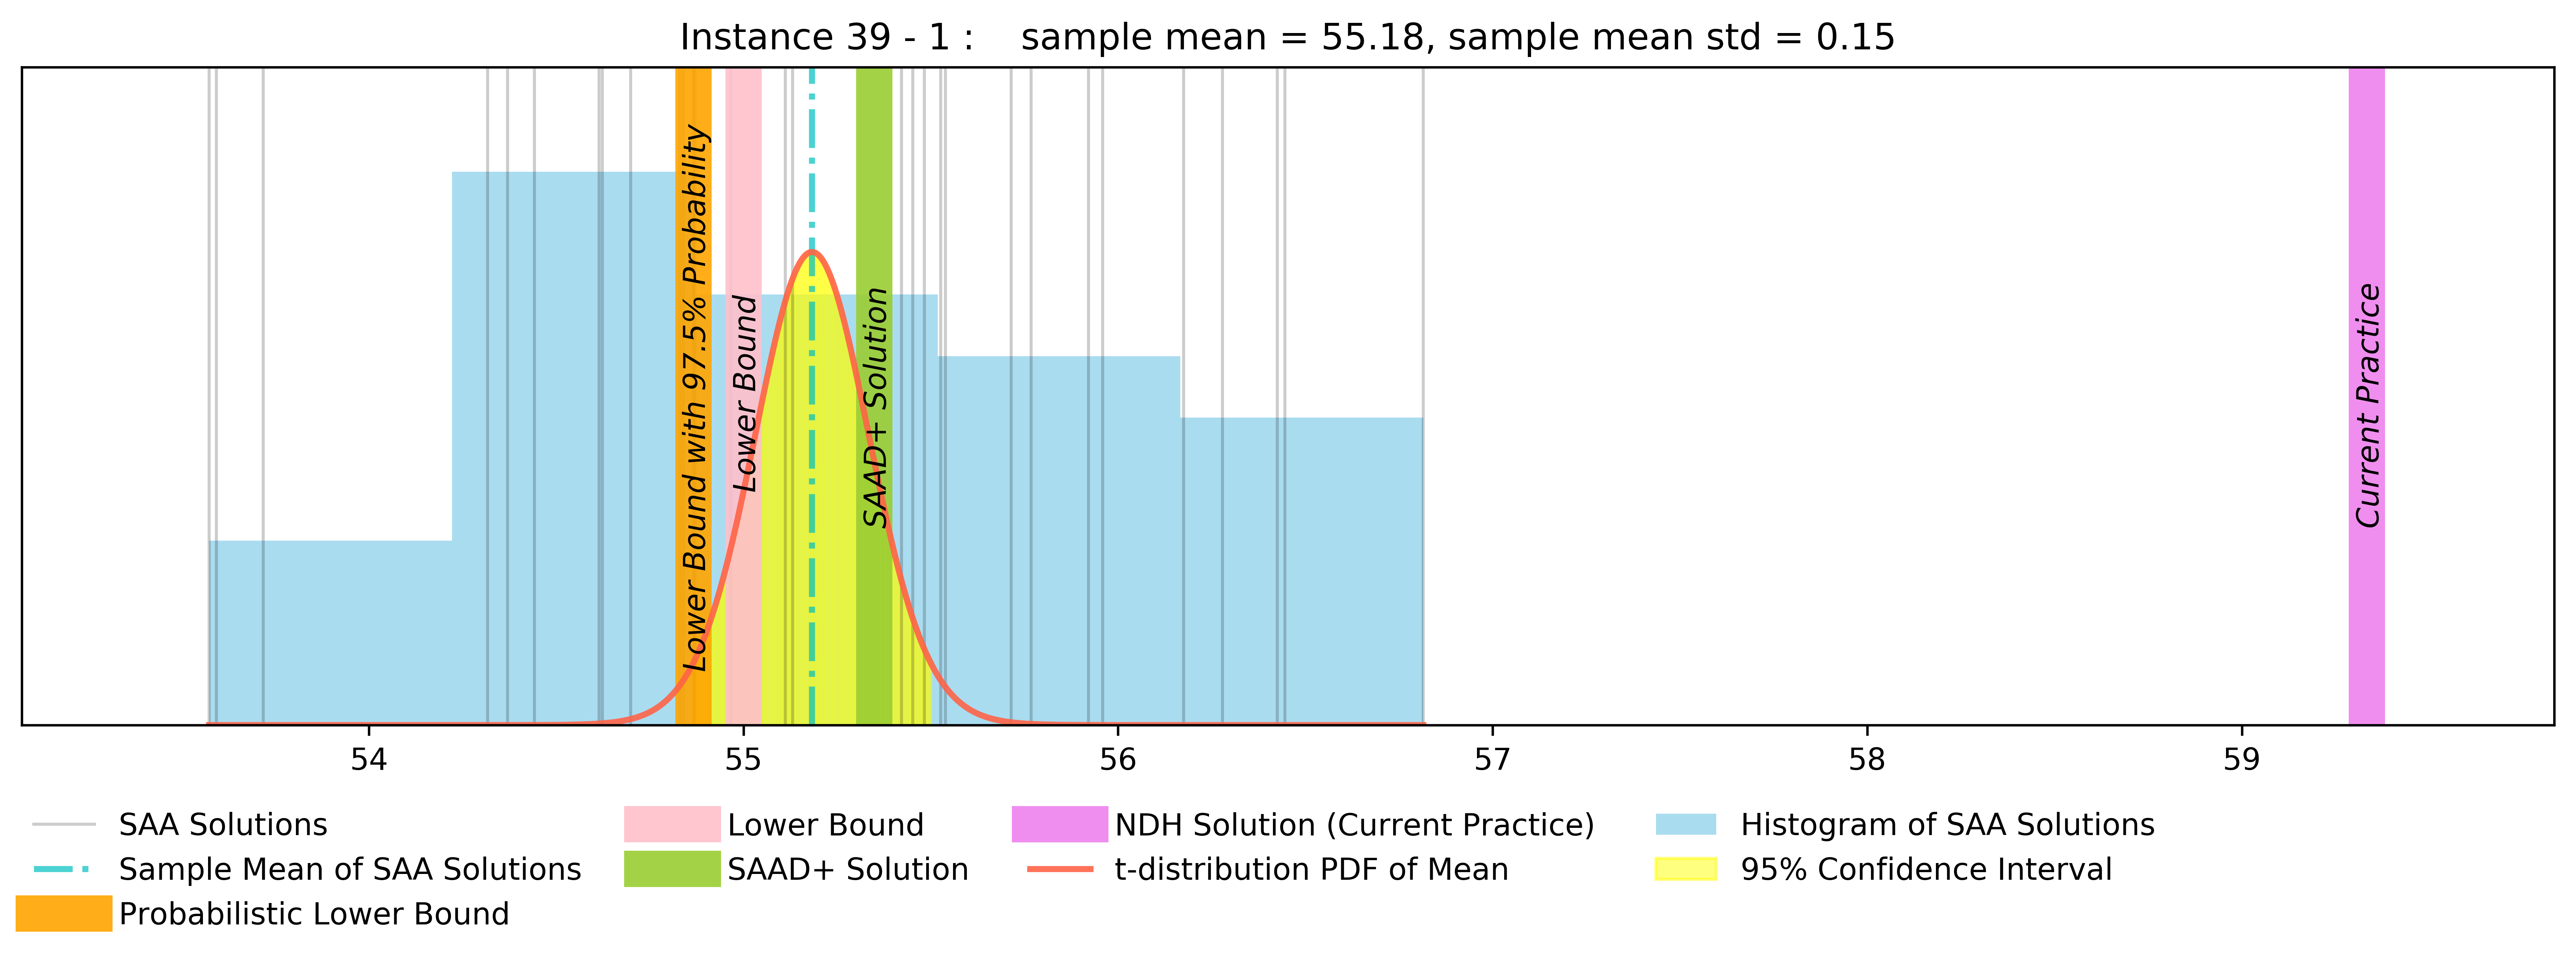 Instance 39 - 1 :    sample mean = 55.18, sample mean std = 0.15
Lower Bound with 97.5% Probability
Lower Bound
SAAD+ Solution
Current Practice
54 55 56 57 58 59
SAA Solutions
Sample Mean of SAA Solutions
Probabilistic Lower Bound
Lower Bound
SAAD+ Solution
NDH Solution (Current Practice)
t-distribution PDF of Mean
Histogram of SAA Solutions
95% Confidence Interval